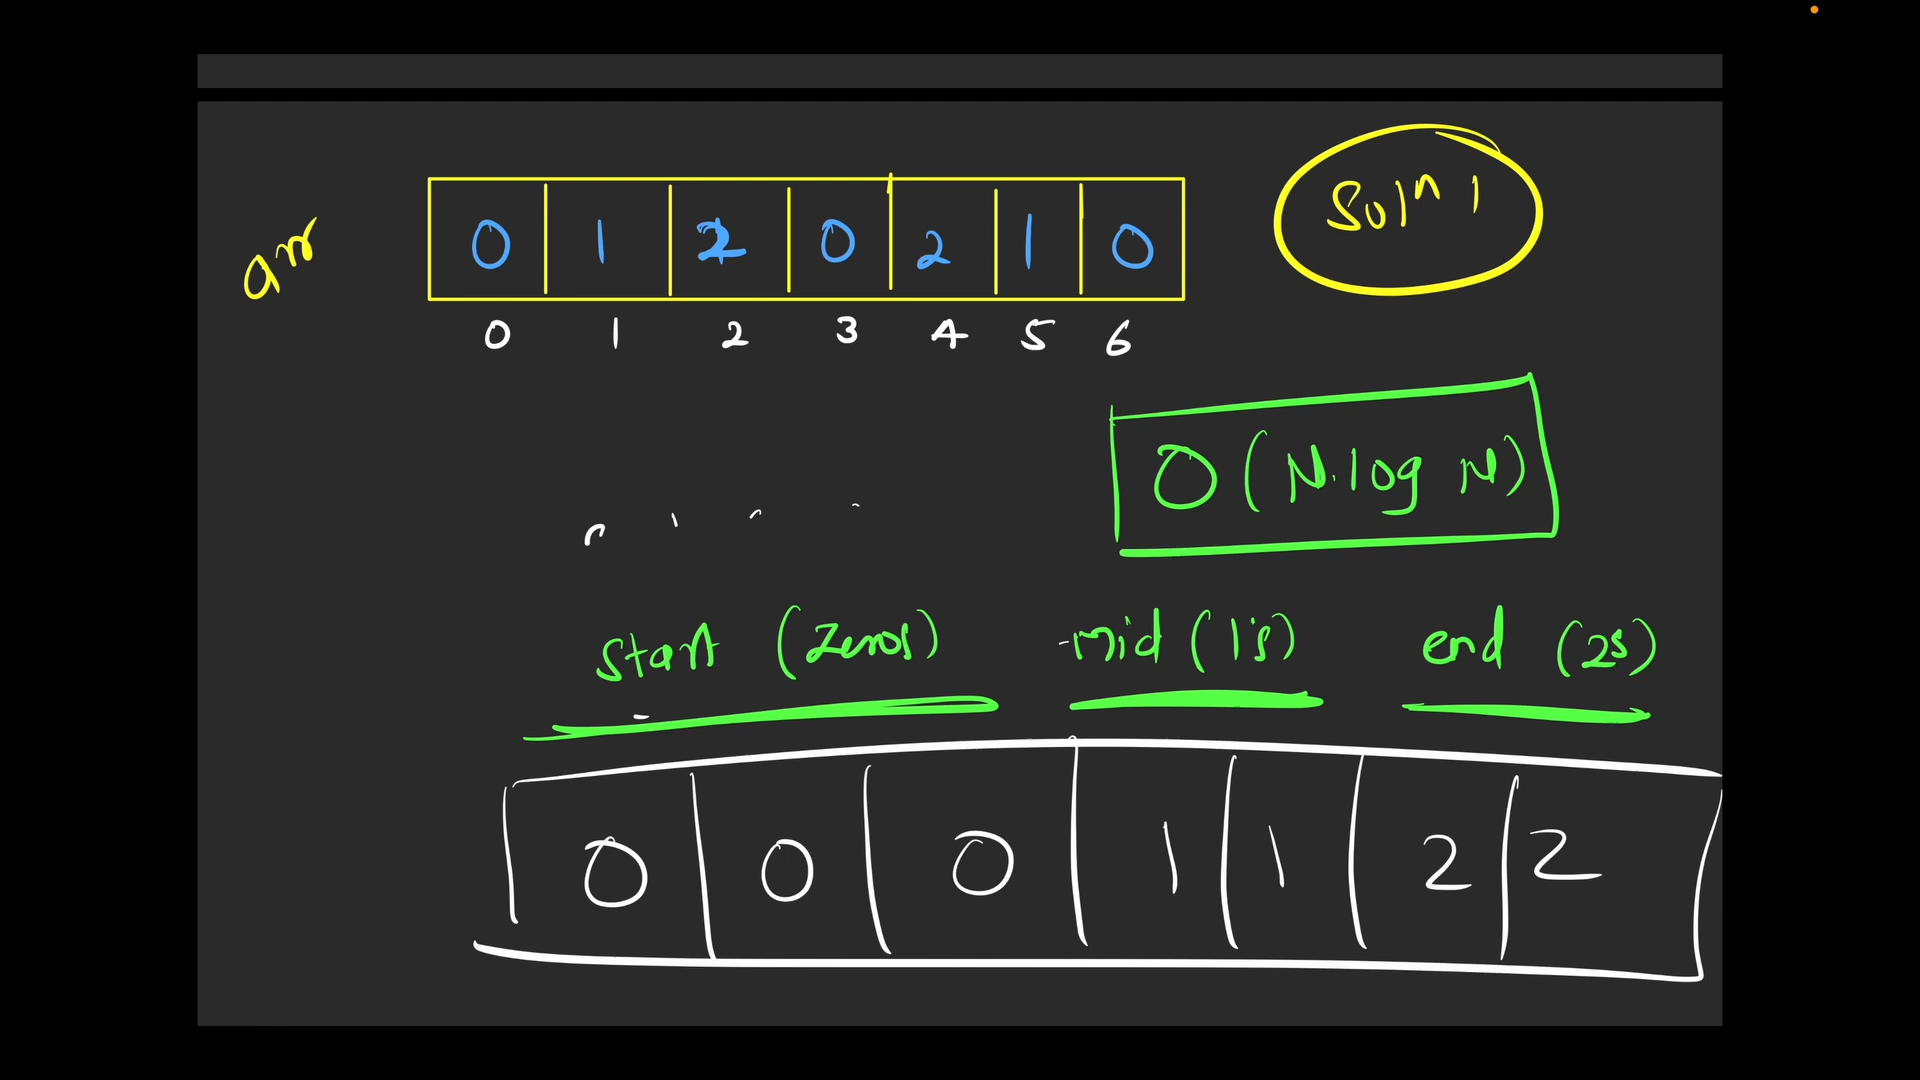 arr 0 1 2 0 2 1 0
0 1 2 3 4 5 6
Solⁿ 1
O(N.log N)
start (zeros) mid (1's) end (2s)
0 0 0 1 1 2 2